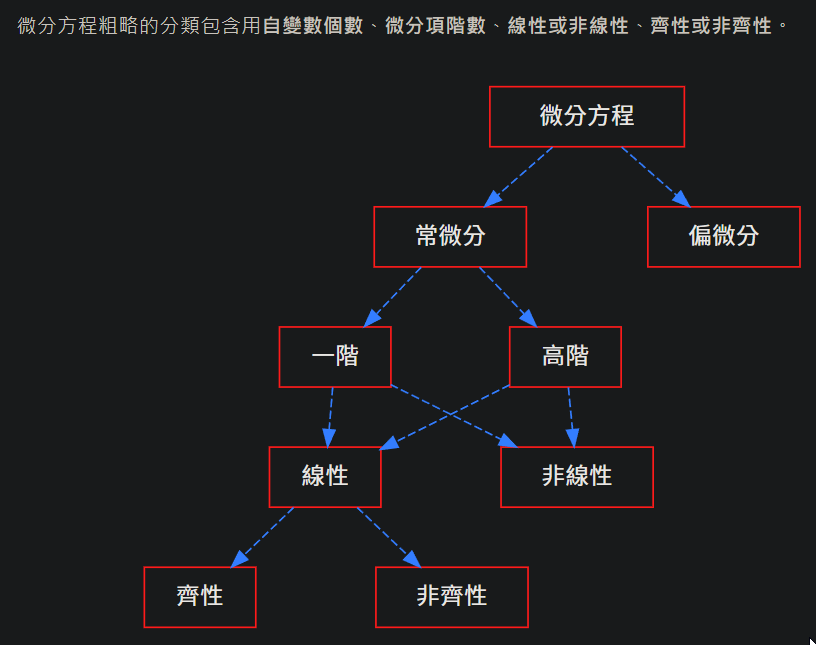 微分方程粗略的分類包含用自變數個數、微分項階數、線性或非線性、齊性或非齊性。
微分方程
常微分
偏微分
一階
高階
線性
非線性
齊性
非齊性